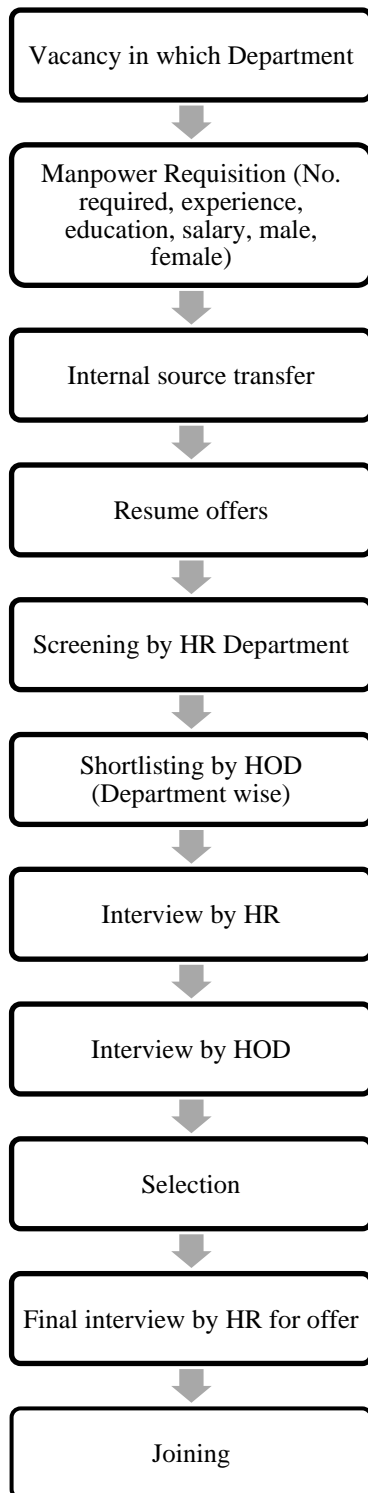 Vacancy in which Department
Manpower Requisition (No.
required, experience,
education, salary, male,
female)
Internal source transfer
Resume offers
Screening by HR Department
Shortlisting by HOD
(Department wise)
Interview by HR
Interview by HOD
Selection
Final interview by HR for offer
Joining